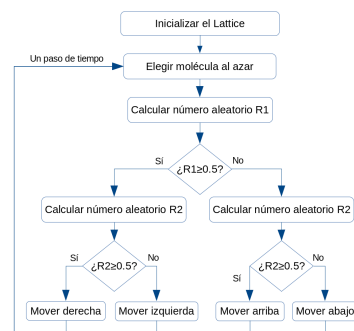 Inicializar el Lattice
Un paso de tiempo
Elegir molécula al azar
Calcular número aleatorio R1
¿R1≥0.5?
Sí
No
Calcular número aleatorio R2
Calcular número aleatorio R2
¿R2≥0.5?
Sí
No
¿R2≥0.5?
Sí
No
Mover derecha
Mover izquierda
Mover arriba
Mover abajo